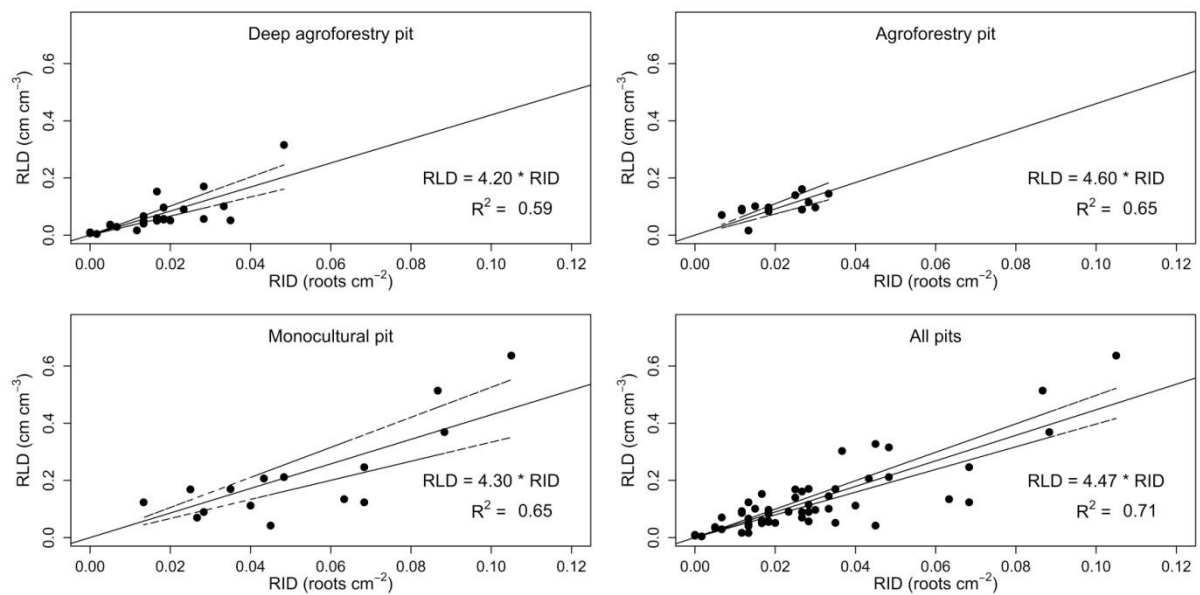 Deep agroforestry pit
RLD (cm cm⁻³)
0.0 0.2 0.4 0.6
RLD = 4.20 * RID
R² = 0.59
0.00 0.02 0.04 0.06 0.08 0.10 0.12
RID (roots cm⁻²)
Agroforestry pit
RLD (cm cm⁻³)
0.0 0.2 0.4 0.6
RLD = 4.60 * RID
R² = 0.65
0.00 0.02 0.04 0.06 0.08 0.10 0.12
RID (roots cm⁻²)
Monocultural pit
RLD (cm cm⁻³)
0.0 0.2 0.4 0.6
RLD = 4.30 * RID
R² = 0.65
0.00 0.02 0.04 0.06 0.08 0.10 0.12
RID (roots cm⁻²)
All pits
RLD (cm cm⁻³)
0.0 0.2 0.4 0.6
RLD = 4.47 * RID
R² = 0.71
0.00 0.02 0.04 0.06 0.08 0.10 0.12
RID (roots cm⁻²)